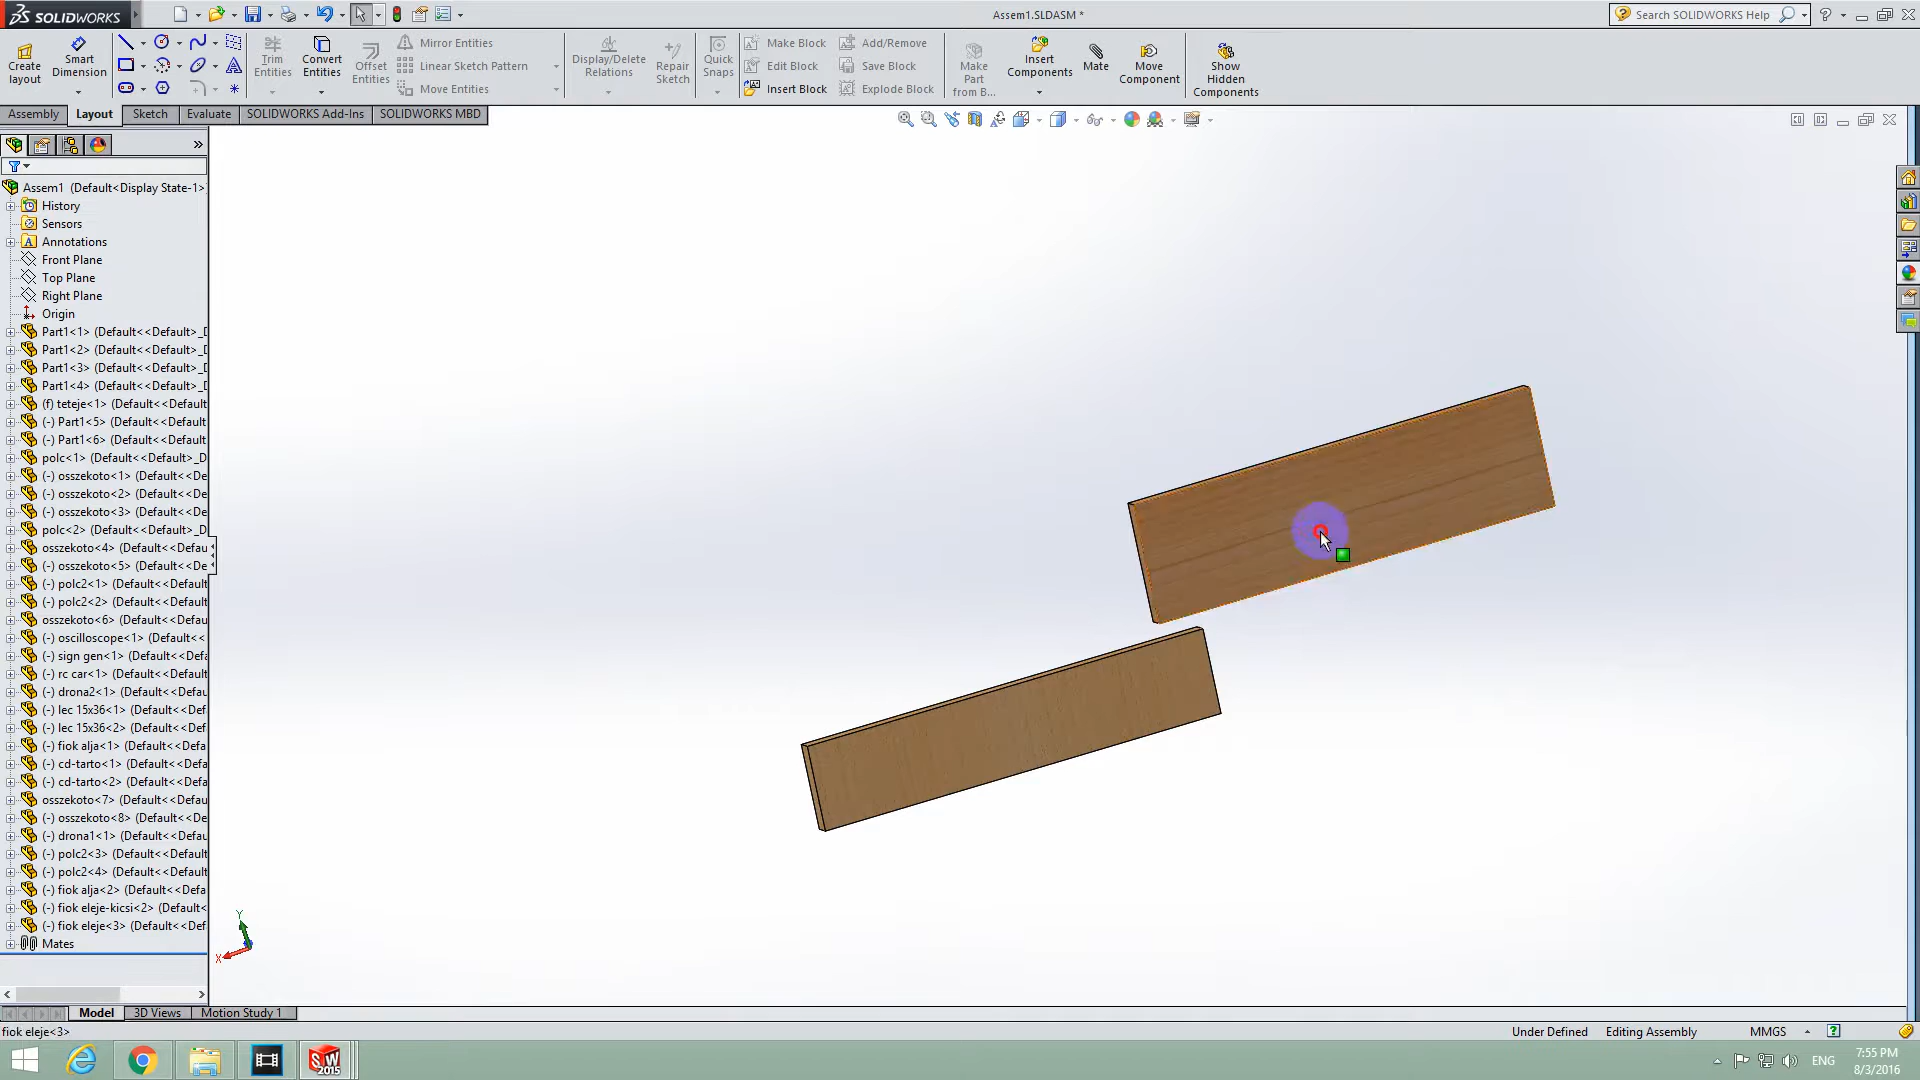 SOLIDWORKS
Assem1.SLDASM *
Search SOLIDWORKS Help
Create layout
Smart Dimension
Trim Entities
Convert Entities
Offset Entities
Mirror Entities
Linear Sketch Pattern
Move Entities
Display/Delete Relations
Repair Sketch
Quick Snaps
Make Block
Edit Block
Insert Block
Add/Remove
Save Block
Explode Block
Make Part from B...
Insert Components
Mate
Move Component
Show Hidden Components
Assembly
Layout
Sketch
Evaluate
SOLIDWORKS Add-Ins
SOLIDWORKS MBD
Assem1 (Default<Display State-1>
History
Sensors
Annotations
Front Plane
Top Plane
Right Plane
Origin
Part1<1> (Default<<Default>_D
Part1<2> (Default<<Default>_D
Part1<3> (Default<<Default>_D
Part1<4> (Default<<Default>_D
(f) teteje<1> (Default<<Default
(-) Part1<5> (Default<<Default
(-) Part1<6> (Default<<Default
polc<1> (Default<<Default>_D
(-) osszekoto<1> (Default<<De
(-) osszekoto<2> (Default<<De
(-) osszekoto<3> (Default<<De
polc<2> (Default<<Default>_D
osszekoto<4> (Default<<Defau
(-) osszekoto<5> (Default<<De
(-) polc2<1> (Default<<Default
(-) polc2<2> (Default<<Default
osszekoto<6> (Default<<Defau
(-) oscilloscope<1> (Default<<
(-) sign gen<1> (Default<<Defa
(-) rc car<1> (Default<<Default
(-) drona2<1> (Default<<Defau
(-) lec 15x36<1> (Default<<Def
(-) lec 15x36<2> (Default<<Def
(-) fiok alja<1> (Default<<Defa
(-) cd-tarto<1> (Default<<Defa
(-) cd-tarto<2> (Default<<Defa
osszekoto<7> (Default<<Defau
(-) osszekoto<8> (Default<<De
(-) drona1<1> (Default<<Defau
(-) polc2<3> (Default<<Default
(-) polc2<4> (Default<<Default
(-) fiok alja<2> (Default<<Defa
(-) fiok eleje-kicsi<2> (Default<
(-) fiok eleje<3> (Default<<Def
Mates
Y
X
Model
3D Views
Motion Study 1
fiok eleje<3>
Under Defined
Editing Assembly
MMGS
SW
2015
ENG
7:55 PM
8/3/2016